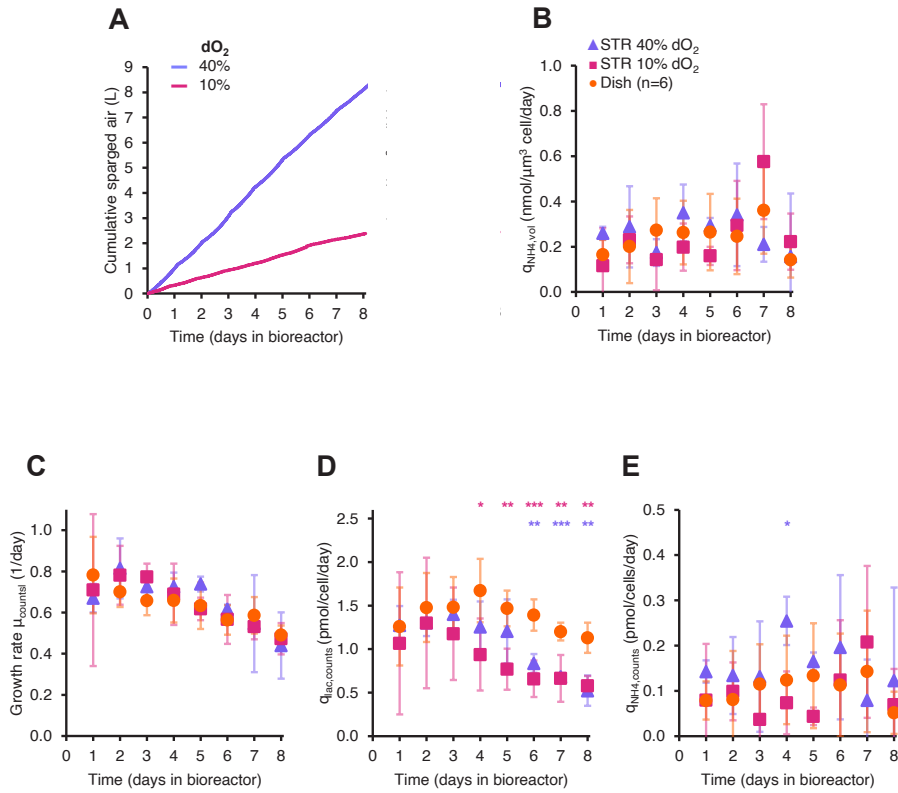 A
dO₂
40%
10%
Cumulative sparged air (L)
9
8
7
6
5
4
3
2
1
0
0 1 2 3 4 5 6 7 8
Time (days in bioreactor)
B
STR 40% dO₂
STR 10% dO₂
Dish (n=6)
qNH4,vol (nmol/µm³ cell/day)
1.0
0.8
0.6
0.4
0.2
0.0
0 1 2 3 4 5 6 7 8
Time (days in bioreactor)
C
Growth rate µcountsl (1/day)
1.0
0.8
0.6
0.4
0.2
0.0
0 1 2 3 4 5 6 7 8
Time (days in bioreactor)
D
* ** *** ** **
** *** **
qlac,counts (pmol/cell/day)
2.5
2.0
1.5
1.0
0.5
0.0
0 1 2 3 4 5 6 7 8
Time (days in bioreactor)
E
*
qNH4,counts (pmol/cells/day)
0.5
0.4
0.3
0.2
0.1
0.0
0 1 2 3 4 5 6 7 8
Time (days in bioreactor)